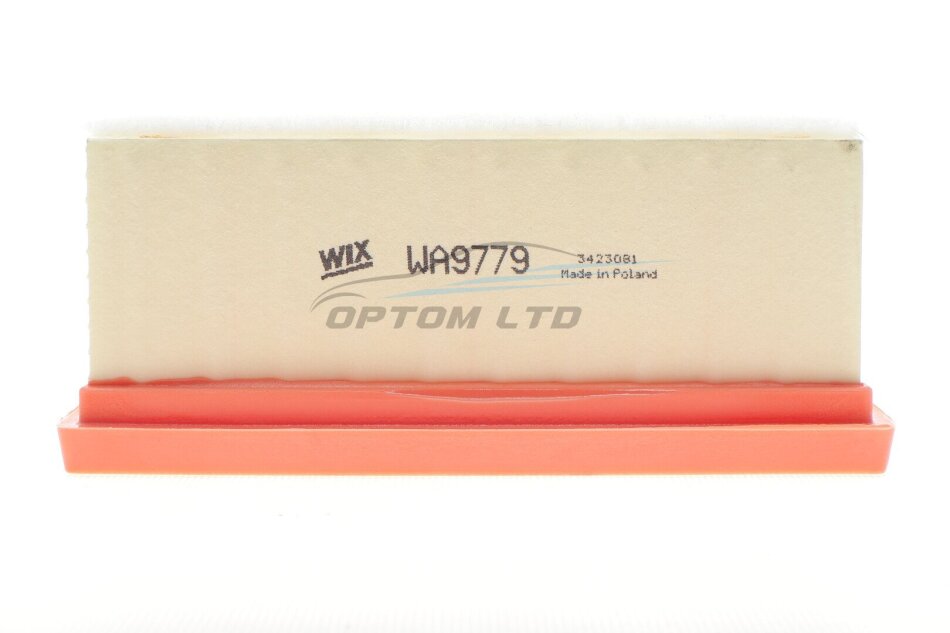 WIX WA9779 3423081
Made in Poland
OPTOM LTD